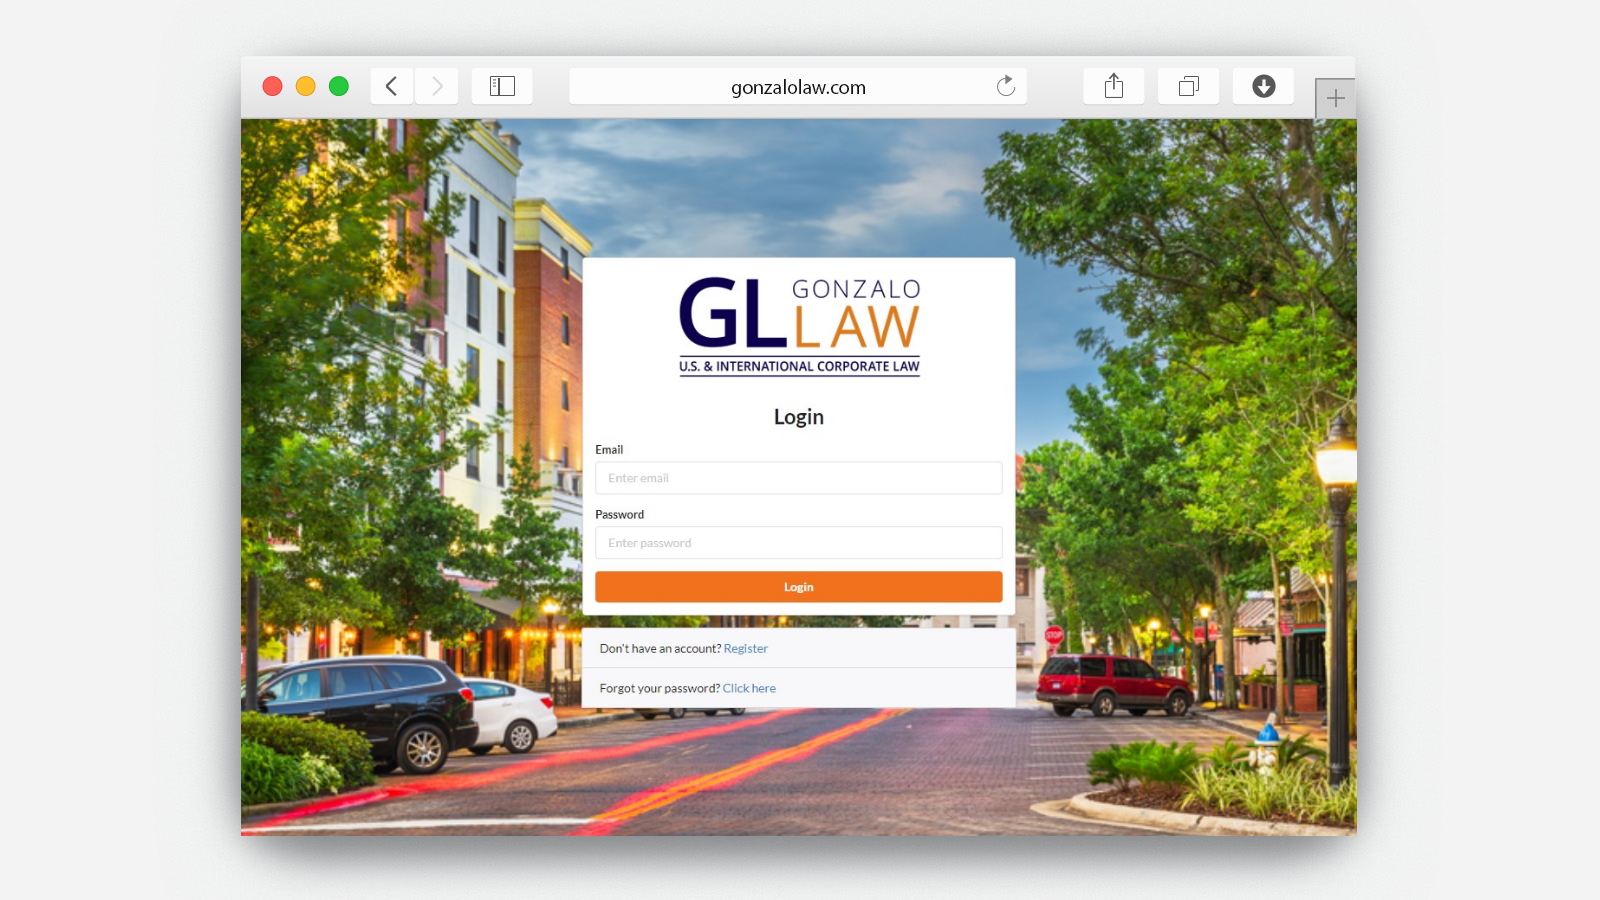 gonzalolaw.com
GL GONZALO
LAW
U.S. & INTERNATIONAL CORPORATE LAW
Login
Email
Enter email
Password
Enter password
Login
Don't have an account? Register
Forgot your password? Click here
STOP